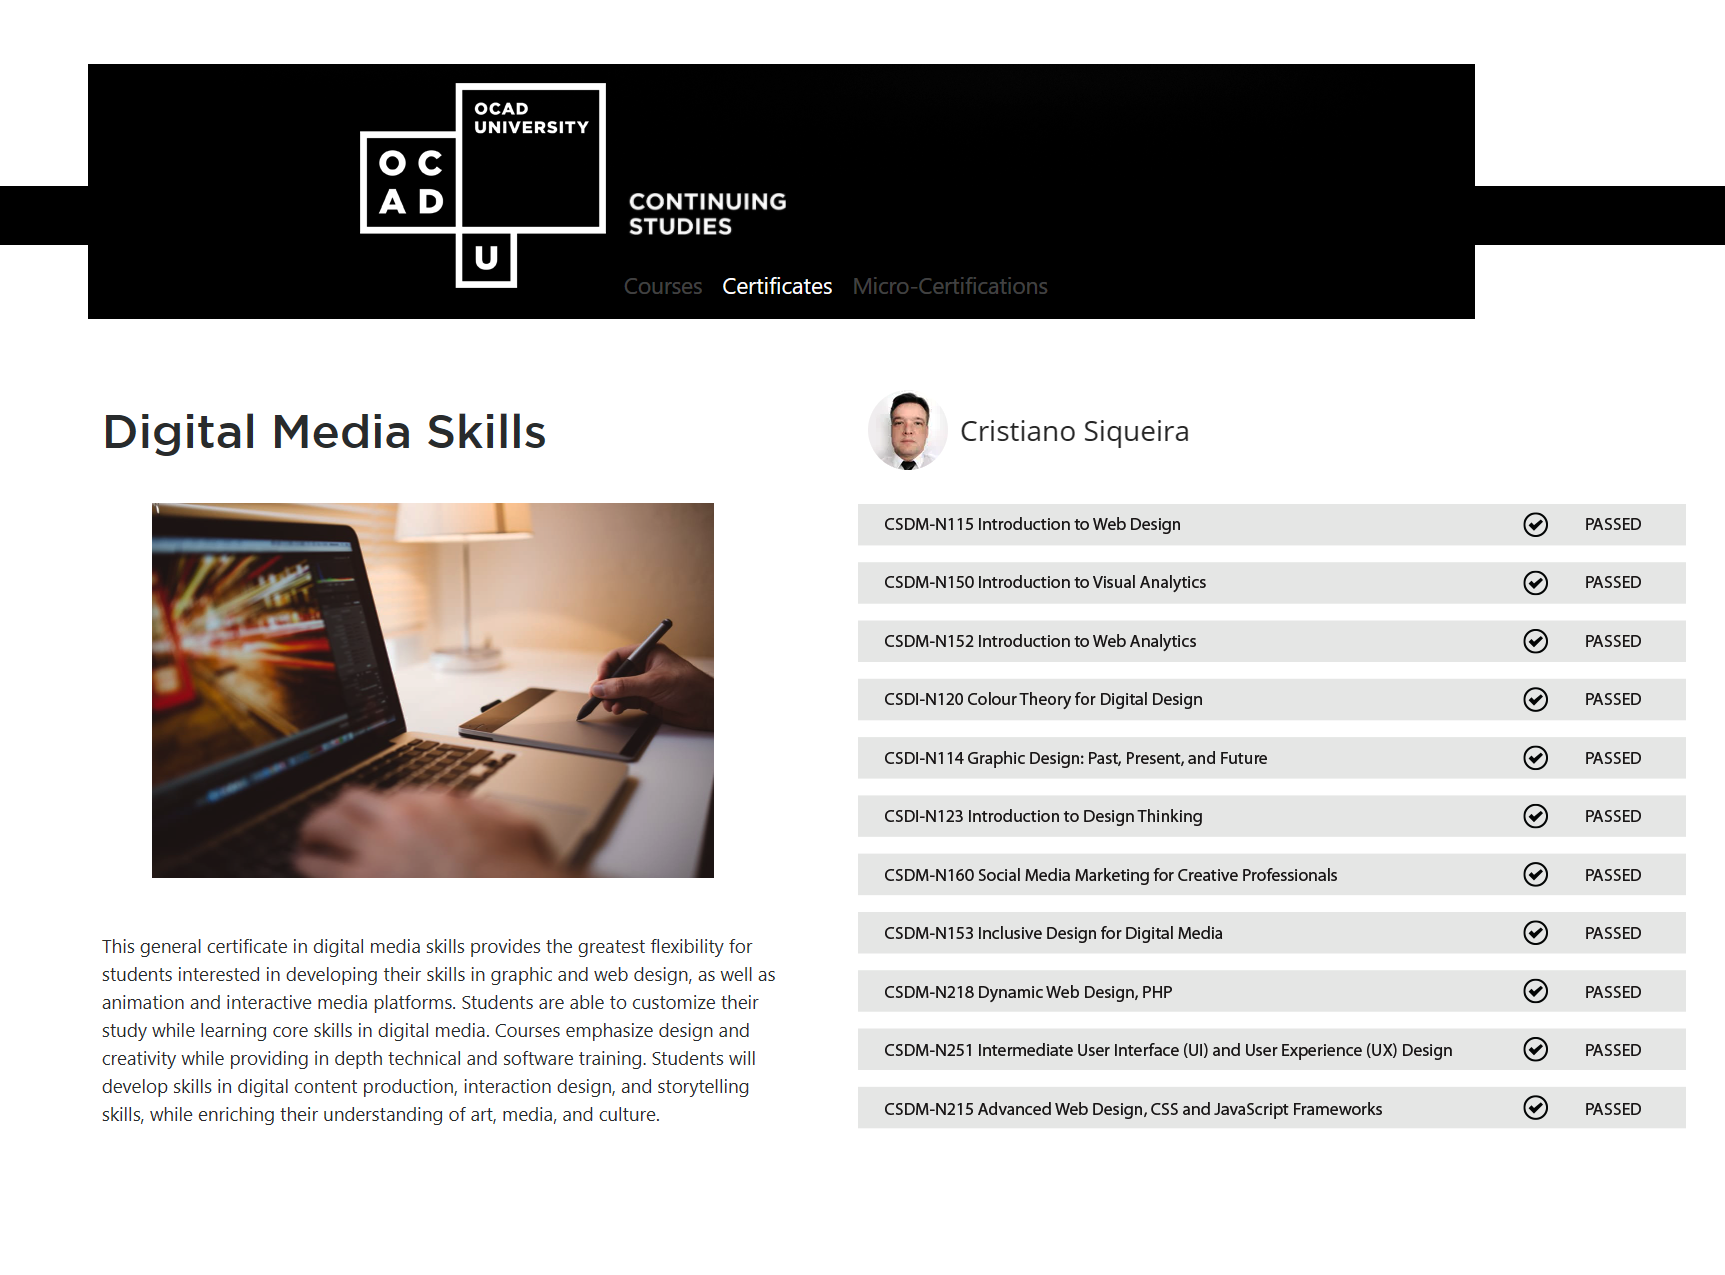 OCAD
UNIVERSITY
OC
AD
U
CONTINUING
STUDIES
Courses Certificates Micro-Certifications
Digital Media Skills
Cristiano Siqueira
CSDM-N115 Introduction to Web Design PASSED
CSDM-N150 Introduction to Visual Analytics PASSED
CSDM-N152 Introduction to Web Analytics PASSED
CSDI-N120 Colour Theory for Digital Design PASSED
CSDI-N114 Graphic Design: Past, Present, and Future PASSED
CSDI-N123 Introduction to Design Thinking PASSED
CSDM-N160 Social Media Marketing for Creative Professionals PASSED
CSDM-N153 Inclusive Design for Digital Media PASSED
CSDM-N218 Dynamic Web Design, PHP PASSED
CSDM-N251 Intermediate User Interface (UI) and User Experience (UX) Design PASSED
CSDM-N215 Advanced Web Design, CSS and JavaScript Frameworks PASSED
This general certificate in digital media skills provides the greatest flexibility for
students interested in developing their skills in graphic and web design, as well as
animation and interactive media platforms. Students are able to customize their
study while learning core skills in digital media. Courses emphasize design and
creativity while providing in depth technical and software training. Students will
develop skills in digital content production, interaction design, and storytelling
skills, while enriching their understanding of art, media, and culture.